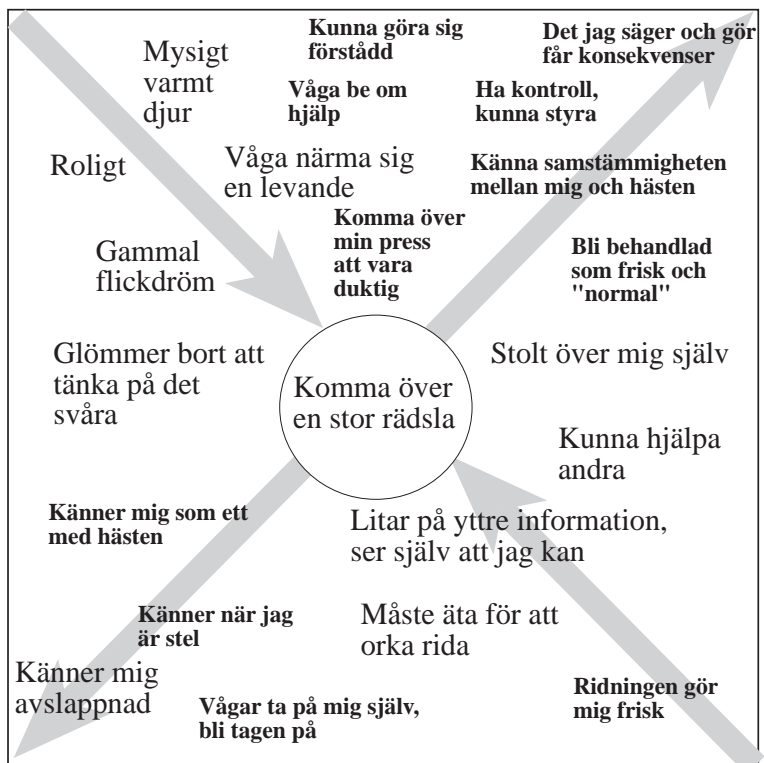 Kunna göra sig
förstådd
Det jag säger och gör
får konsekvenser
Mysigt
varmt
djur
Våga be om
hjälp
Ha kontroll,
kunna styra
Roligt
Våga närma sig
en levande
Känna samstämmigheten
mellan mig och hästen
Komma över
min press
att vara
duktig
Gammal
flickdröm
Bli behandlad
som frisk och
"normal"
Glömmer bort att
tänka på det
svåra
Stolt över mig själv
Komma över
en stor rädsla
Kunna hjälpa
andra
Känner mig som ett
med hästen
Litar på yttre information,
ser själv att jag kan
Känner när jag
är stel
Måste äta för att
orka rida
Känner mig
avslappnad
Vågar ta på mig själv,
bli tagen på
Ridningen gör
mig frisk